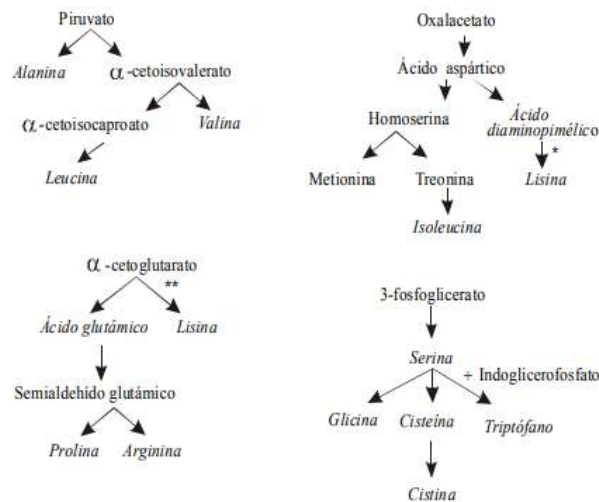 Piruvato
Alanina
α-cetoisovalerato
α-cetoisocaproato
Valina
Leucina
Oxalacetato
Ácido aspártico
Homoserina
Ácido
diaminopimélico
*
Metionina
Treonina
Lisina
Isoleucina
α-cetoglutarato
**
Ácido glutámico
Lisina
Semialdehído glutámico
Prolina
Arginina
3-fosfoglicerato
Serina
+ Indoglicerofosfato
Glicina
Cisteína
Triptófano
Cistina